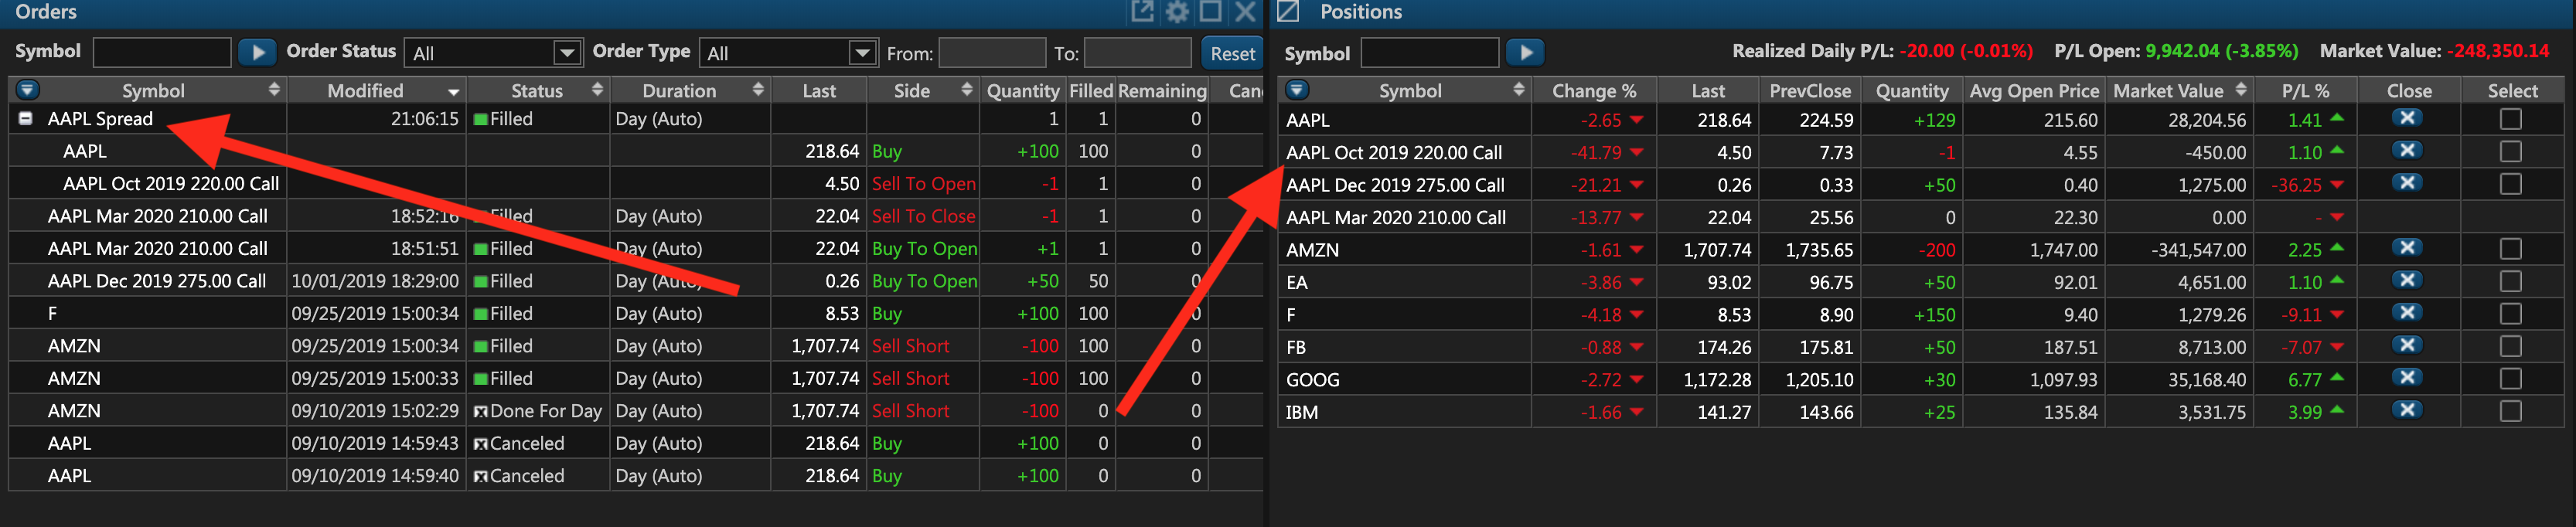 Orders
Symbol Order Status All Order Type All From: To: Reset
Symbol Modified Status Duration Last Side Quantity Filled Remaining Canc
AAPL Spread 21:06:15 Filled Day (Auto) 1 1 0
AAPL 218.64 Buy +100 100 0
AAPL Oct 2019 220.00 Call 4.50 Sell To Open -1 1 0
AAPL Mar 2020 210.00 Call 18:52:16 Filled Day (Auto) 22.04 Sell To Close -1 1 0
AAPL Mar 2020 210.00 Call 18:51:51 Filled Day (Auto) 22.04 Buy To Open +1 1 0
AAPL Dec 2019 275.00 Call 10/01/2019 18:29:00 Filled Day (Auto) 0.26 Buy To Open +50 50 0
F 09/25/2019 15:00:34 Filled Day (Auto) 8.53 Buy +100 100 0
AMZN 09/25/2019 15:00:34 Filled Day (Auto) 1,707.74 Sell Short -100 100 0
AMZN 09/25/2019 15:00:33 Filled Day (Auto) 1,707.74 Sell Short -100 100 0
AMZN 09/10/2019 15:02:29 Done For Day Day (Auto) 1,707.74 Sell Short -100 0 0
AAPL 09/10/2019 14:59:43 Canceled Day (Auto) 218.64 Buy +100 0 0
AAPL 09/10/2019 14:59:40 Canceled Day (Auto) 218.64 Buy +100 0 0
Positions
Symbol Realized Daily P/L: -20.00 (-0.01%) P/L Open: 9,942.04 (-3.85%) Market Value: -248,350.14
Symbol Change % Last PrevClose Quantity Avg Open Price Market Value P/L % Close Select
AAPL -2.65 218.64 224.59 +129 215.60 28,204.56 1.41
AAPL Oct 2019 220.00 Call -41.79 4.50 7.73 -1 4.55 -450.00 1.10
AAPL Dec 2019 275.00 Call -21.21 0.26 0.33 +50 0.40 1,275.00 -36.25
AAPL Mar 2020 210.00 Call -13.77 22.04 25.56 0 22.30 0.00 -
AMZN -1.61 1,707.74 1,735.65 -200 1,747.00 -341,547.00 2.25
EA -3.86 93.02 96.75 +50 92.01 4,651.00 1.10
F -4.18 8.53 8.90 +150 9.40 1,279.26 -9.11
FB -0.88 174.26 175.81 +50 187.51 8,713.00 -7.07
GOOG -2.72 1,172.28 1,205.10 +30 1,097.93 35,168.40 6.77
IBM -1.66 141.27 143.66 +25 135.84 3,531.75 3.99